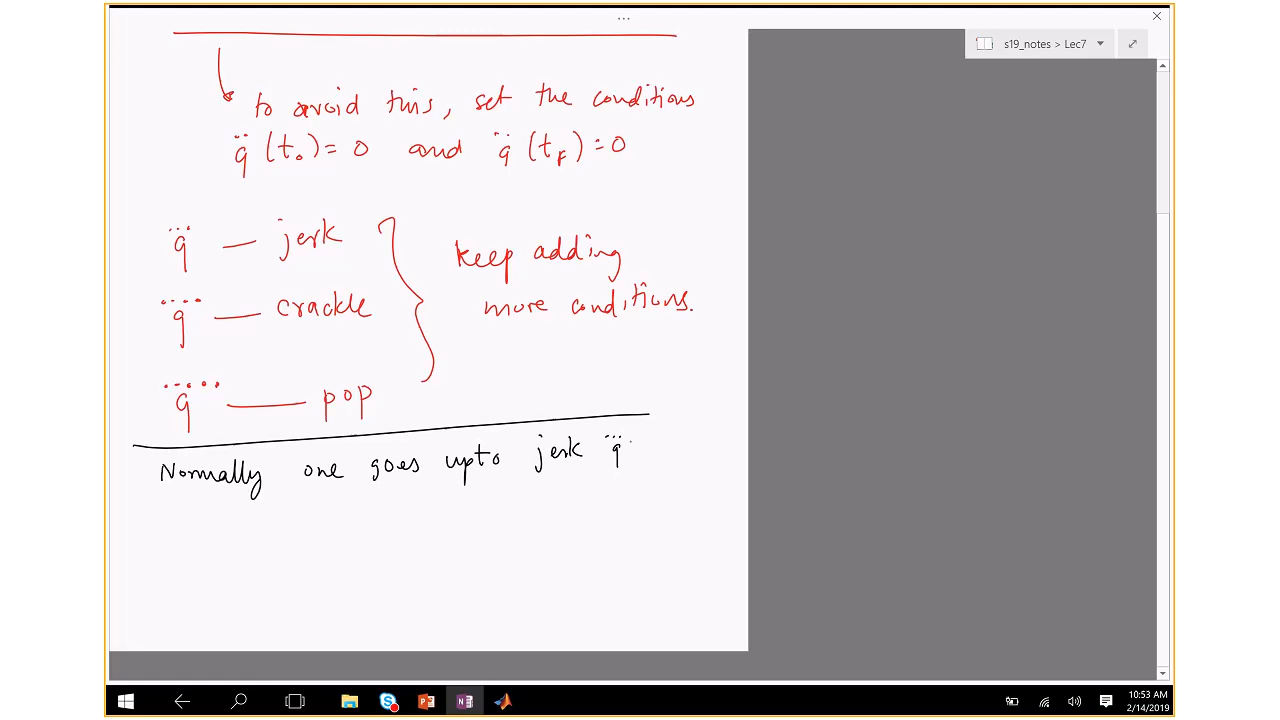 s19_notes > Lec7
to avoid this, set the conditions
q̈ (t₀) = 0 and q̈ (t_F) = 0
q⃛ — jerk
keep adding
q⃜ — crackle
more conditions.
q ..... — pop
Normally one goes upto jerk q⃛
10:53 AM
2/14/2019